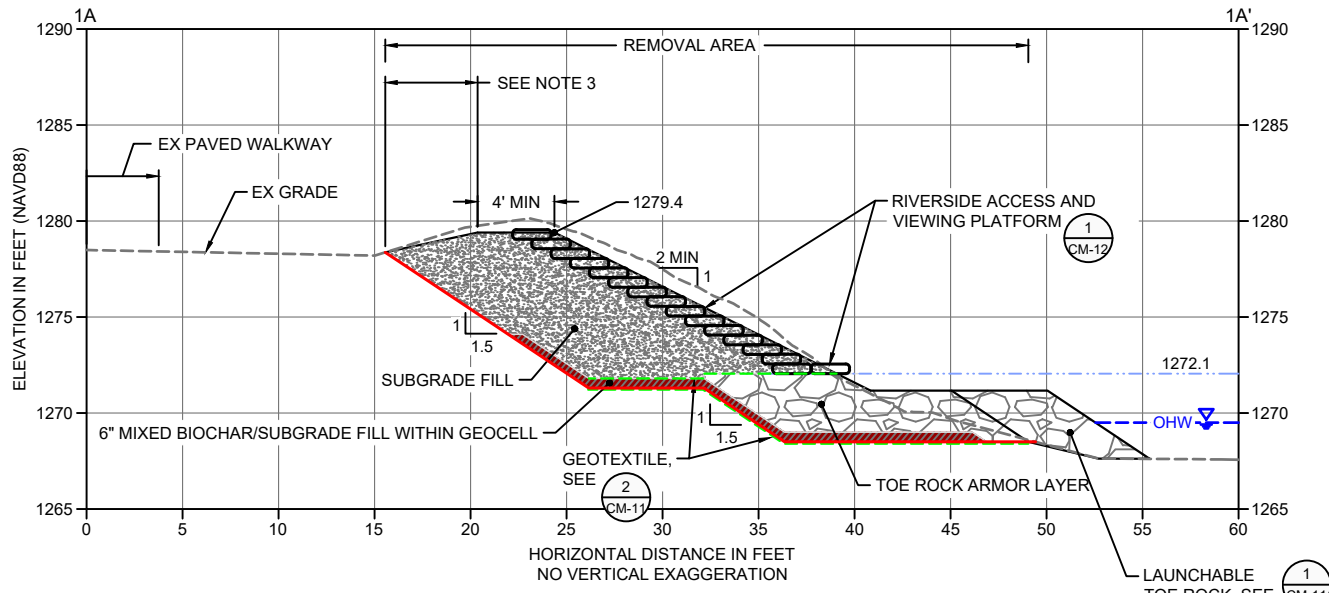 1A
1A'
1290
1290
REMOVAL AREA
SEE NOTE 3
1285
1285
EX PAVED WALKWAY
EX GRADE
4' MIN
1279.4
RIVERSIDE ACCESS AND
VIEWING PLATFORM
1
CM-12
1280
1280
2 MIN
1
ELEVATION IN FEET (NAVD88)
1275
1275
1
1.5
SUBGRADE FILL
1272.1
1270
1270
OHW
6" MIXED BIOCHAR/SUBGRADE FILL WITHIN GEOCELL
1
1.5
GEOTEXTILE,
SEE
2
CM-11
TOE ROCK ARMOR LAYER
1265
1265
0
5
10
15
20
25
30
35
40
45
50
55
60
HORIZONTAL DISTANCE IN FEET
NO VERTICAL EXAGGERATION
LAUNCHABLE
1